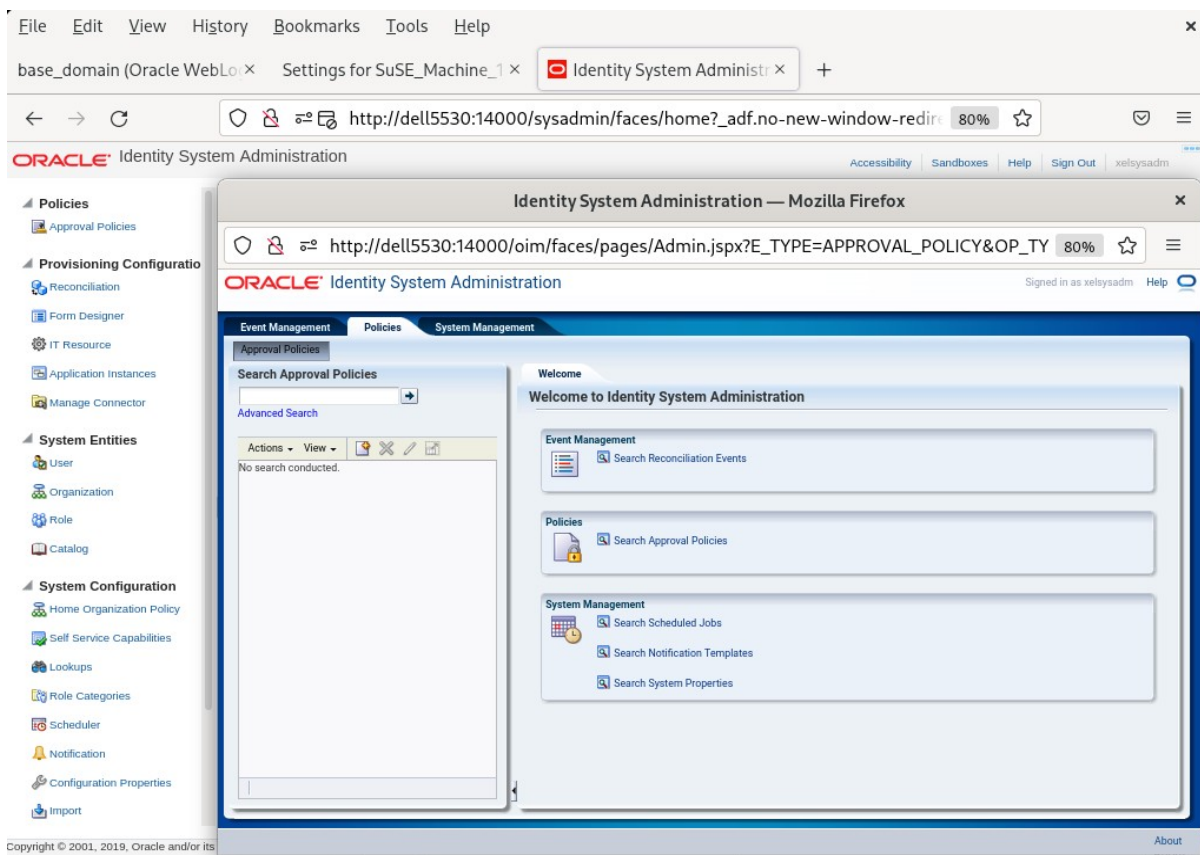 File Edit View History Bookmarks Tools Help
base_domain (Oracle WebLo Settings for SuSE_Machine_1 Identity System Administr
http://dell5530:14000/sysadmin/faces/home?_adf.no-new-window-redire 80%
ORACLE Identity System Administration
Accessibility Sandboxes Help Sign Out xelsysadm
Policies
Approval Policies
Provisioning Configuratio
Reconciliation
Form Designer
IT Resource
Application Instances
Manage Connector
System Entities
User
Organization
Role
Catalog
System Configuration
Home Organization Policy
Self Service Capabilities
Lookups
Role Categories
Scheduler
Notification
Configuration Properties
Import
Copyright © 2001, 2019, Oracle and/or its
Identity System Administration — Mozilla Firefox
http://dell5530:14000/oim/faces/pages/Admin.jspx?E_TYPE=APPROVAL_POLICY&OP_TY 80%
ORACLE Identity System Administration
Signed in as xelsysadm Help
Event Management Policies System Management
Approval Policies
Search Approval Policies
Advanced Search
Actions View
No search conducted.
Welcome
Welcome to Identity System Administration
Event Management
Search Reconciliation Events
Policies
Search Approval Policies
System Management
Search Scheduled Jobs
Search Notification Templates
Search System Properties
About